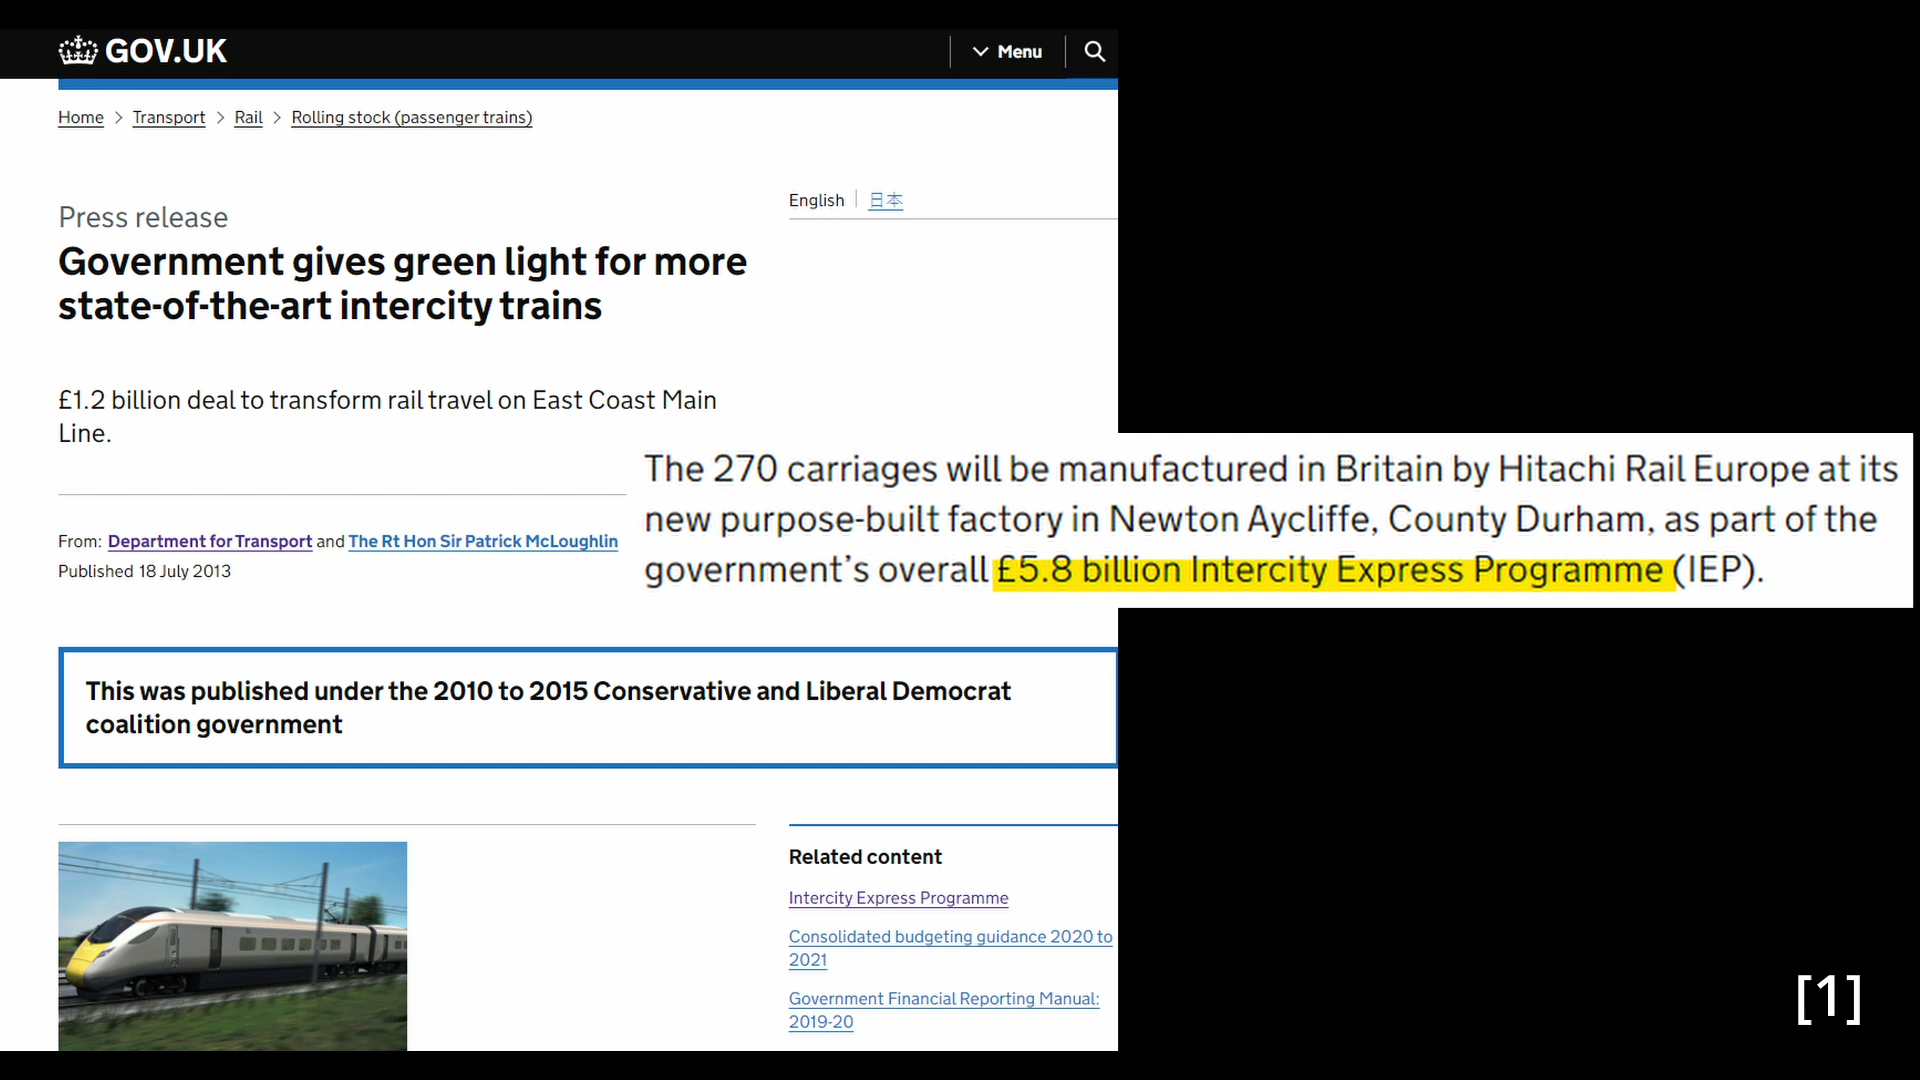 GOV.UK
Menu
Home
Transport
Rail
Rolling stock (passenger trains)
English
日本
Press release
Government gives green light for more
state-of-the-art intercity trains
£1.2 billion deal to transform rail travel on East Coast Main
Line.
From: Department for Transport and The Rt Hon Sir Patrick McLoughlin
Published 18 July 2013
The 270 carriages will be manufactured in Britain by Hitachi Rail Europe at its
new purpose-built factory in Newton Aycliffe, County Durham, as part of the
government’s overall £5.8 billion Intercity Express Programme (IEP).
This was published under the 2010 to 2015 Conservative and Liberal Democrat
coalition government
Related content
Intercity Express Programme
Consolidated budgeting guidance 2020 to
2021
Government Financial Reporting Manual:
2019-20
[1]